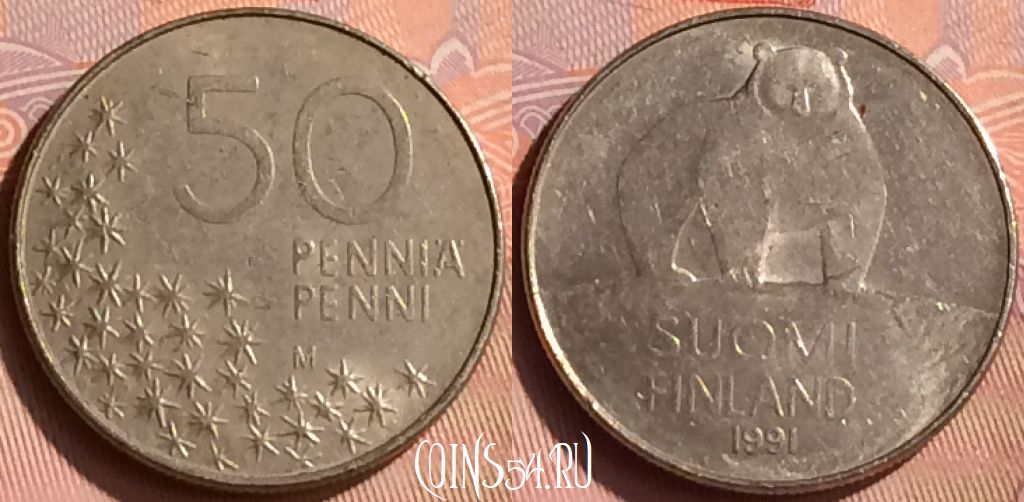 50
PENNIÄ
PENNI
M
SUOMI
FINLAND
1991
COINS54.RU